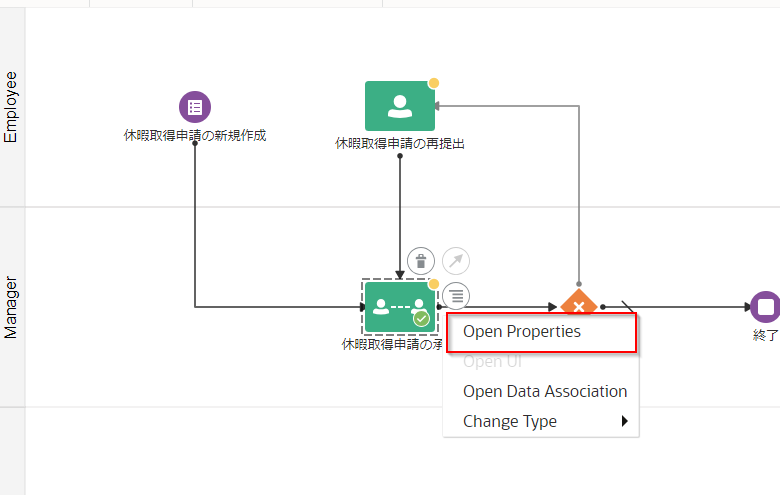 Employee
休暇取得申請の新規作成
休暇取得申請の再提出
Manager
休暇取得申請の承
終了
Open Properties
Open UI
Open Data Association
Change Type